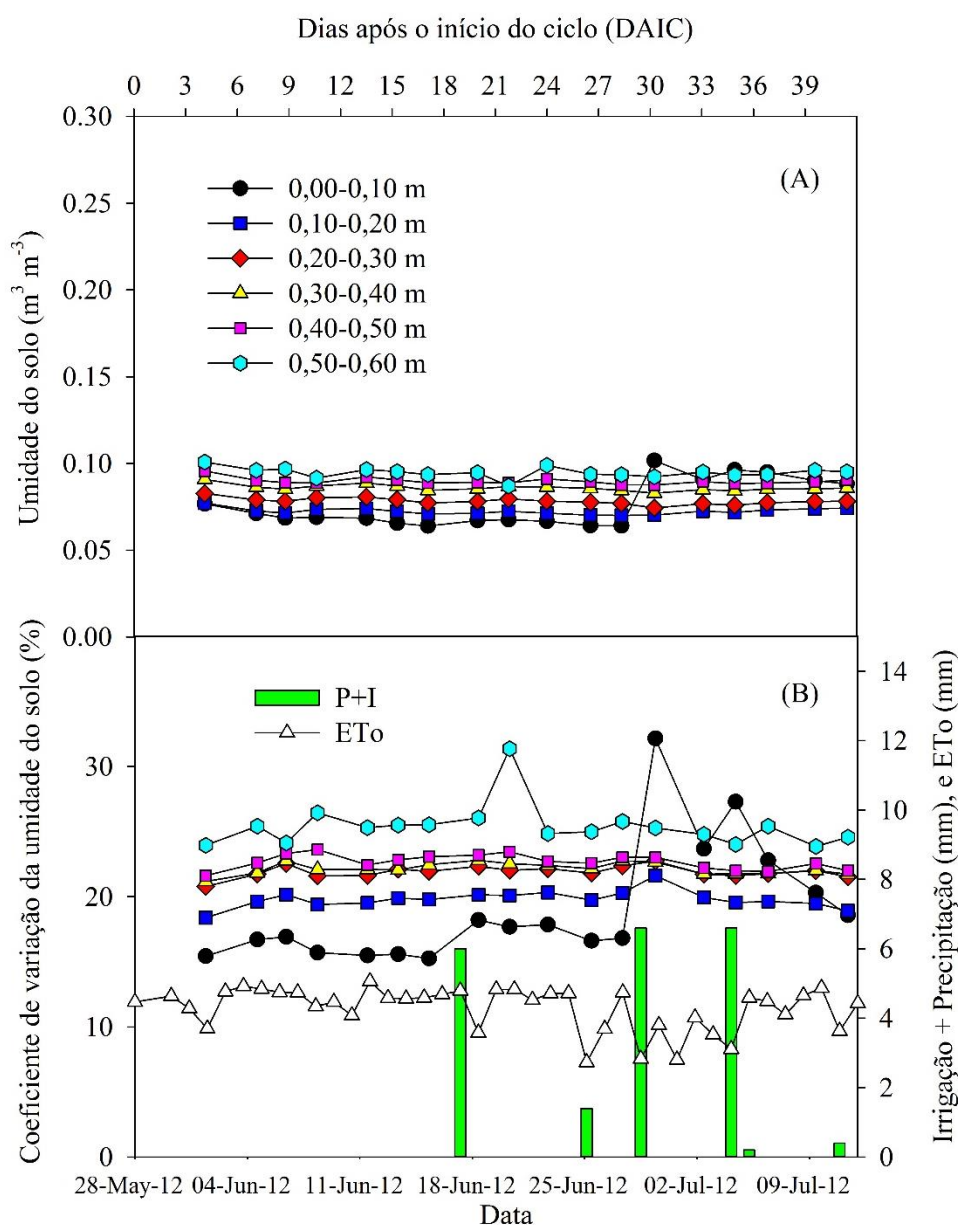 Dias após o início do ciclo (DAIC)
0 3 6 9 12 15 18 21 24 27 30 33 36 39
0.30
0.25
0.20
0.15
0.10
0.05
0.00
Umidade do solo (m³ m⁻³)
(A)
0,00-0,10 m
0,10-0,20 m
0,20-0,30 m
0,30-0,40 m
0,40-0,50 m
0,50-0,60 m
Coeficiente de variação da umidade do solo (%)
30
20
10
0
P+I
ETo
(B)
14
12
10
8
6
4
2
0
Irrigação + Precipitação (mm), e ETo (mm)
28-May-12 04-Jun-12 11-Jun-12 18-Jun-12 25-Jun-12 02-Jul-12 09-Jul-12
Data